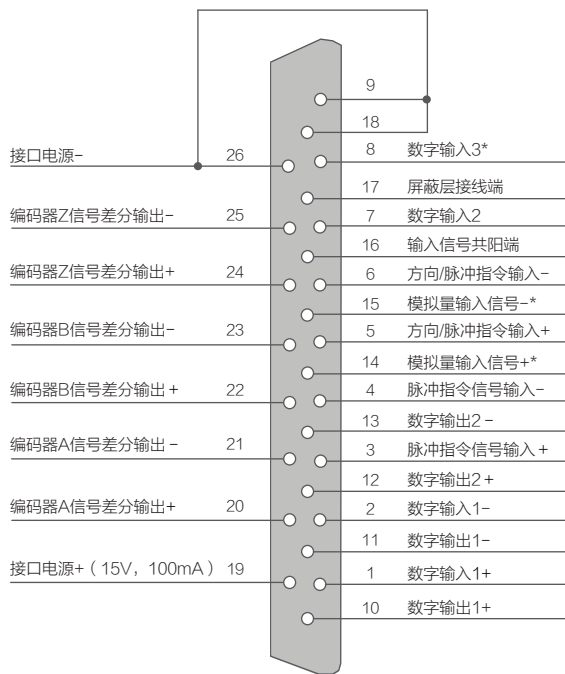 9
18
8 数字输入3*
接口电源- 26
17 屏蔽层接线端
7 数字输入2
编码器Z信号差分输出- 25
16 输入信号共阳端
6 方向/脉冲指令输入-
编码器Z信号差分输出+ 24
15 模拟量输入信号-*
5 方向/脉冲指令输入+
编码器B信号差分输出- 23
14 模拟量输入信号+*
4 脉冲指令信号输入-
编码器B信号差分输出+ 22
13 数字输出2-
3 脉冲指令信号输入+
编码器A信号差分输出- 21
12 数字输出2+
2 数字输入1-
编码器A信号差分输出+ 20
11 数字输出1-
1 数字输入1+
接口电源+（15V，100mA） 19
10 数字输出1+